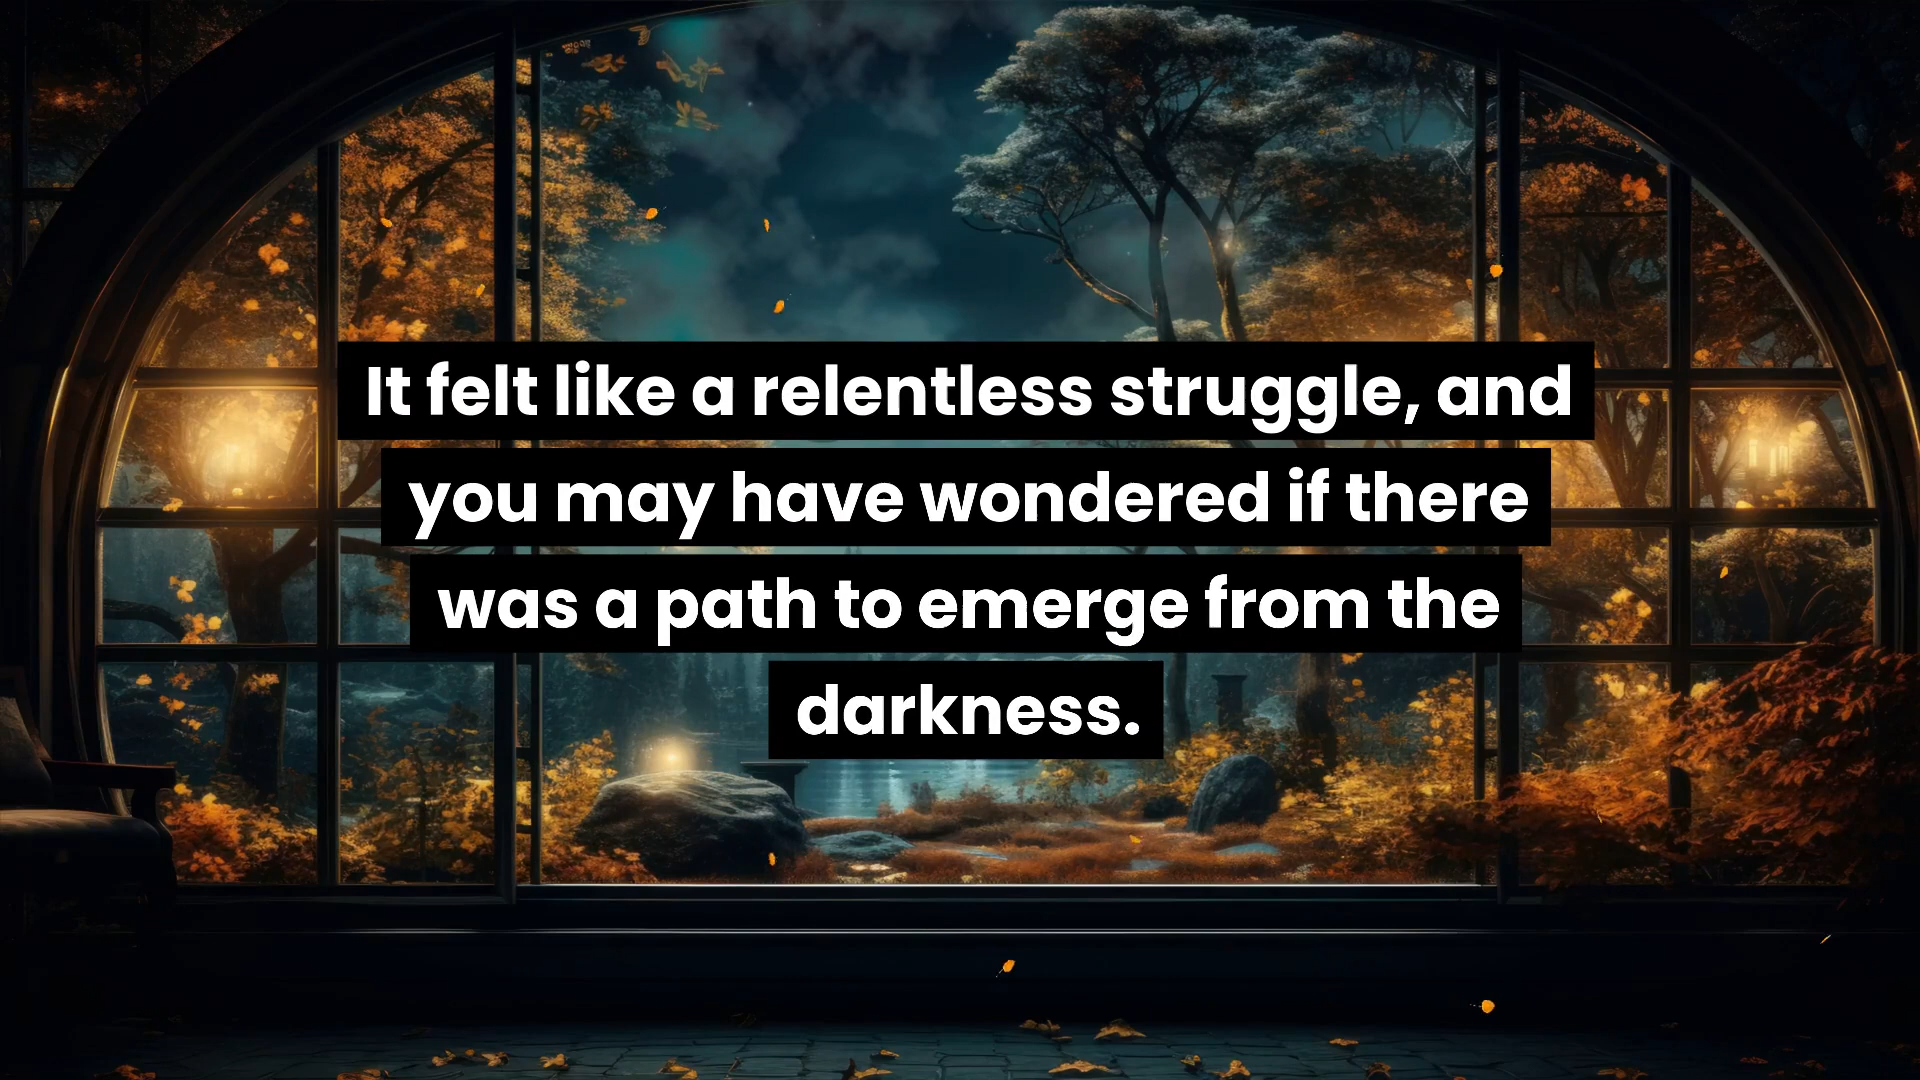 It felt like a relentless struggle, and
you may have wondered if there
was a path to emerge from the
darkness.